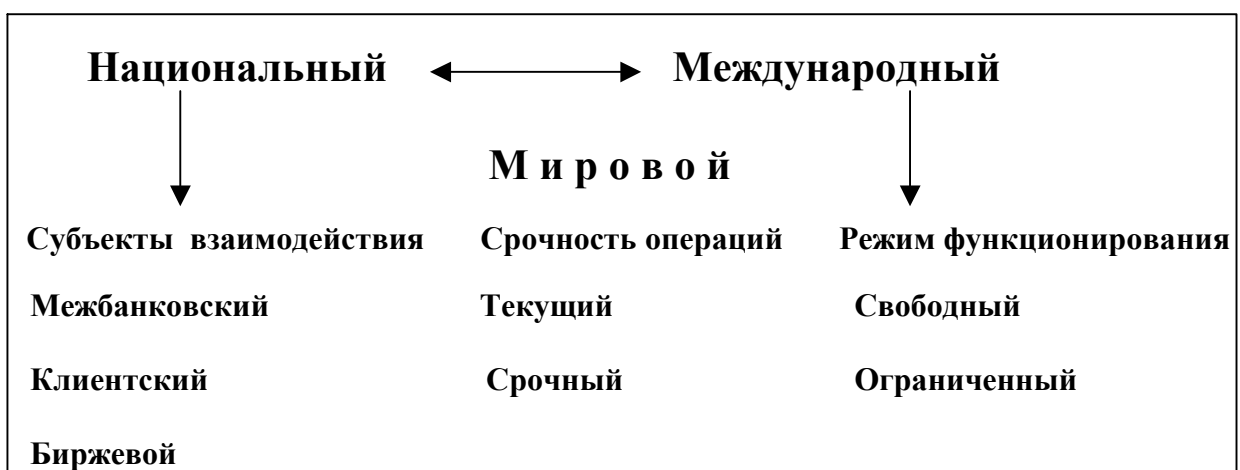 Национальный Международный
Мировой
Субъекты взаимодействия Срочность операций Режим функционирования
Межбанковский Текущий Свободный
Клиентский Срочный Ограниченный
Биржевой